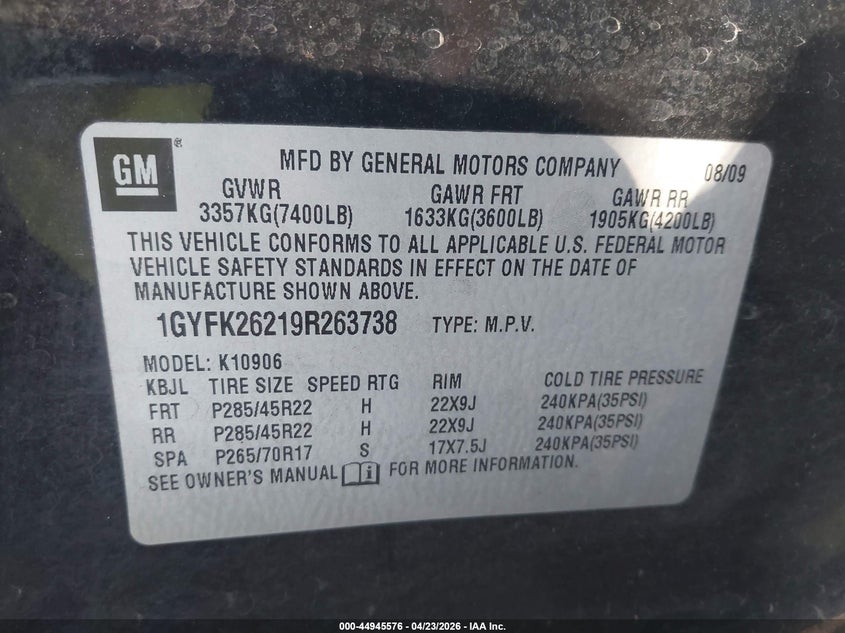 GM ®
MFD BY GENERAL MOTORS COMPANY 08/09
GVWR GAWR FRT GAWR RR
3357KG(7400LB) 1633KG(3600LB) 1905KG(4200LB)
THIS VEHICLE CONFORMS TO ALL APPLICABLE U.S. FEDERAL MOTOR
VEHICLE SAFETY STANDARDS IN EFFECT ON THE DATE OF
MANUFACTURE SHOWN ABOVE.
1GYFK26219R263738 TYPE: M.P.V.
MODEL: K10906
KBJL TIRE SIZE SPEED RTG RIM COLD TIRE PRESSURE
FRT P285/45R22 H 22X9J 240KPA(35PSI)
RR P285/45R22 H 22X9J 240KPA(35PSI)
SPA P265/70R17 S 17X7.5J 240KPA(35PSI)
SEE OWNER'S MANUAL i FOR MORE INFORMATION.
000-44945576 - 04/23/2026 - IAA Inc.